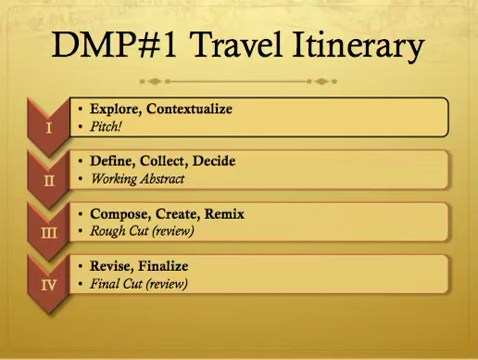 DMP#1 Travel Itinerary
I
• Explore, Contextualize
• Pitch!
II
• Define, Collect, Decide
• Working Abstract
III
• Compose, Create, Remix
• Rough Cut (review)
IV
• Revise, Finalize
• Final Cut (review)